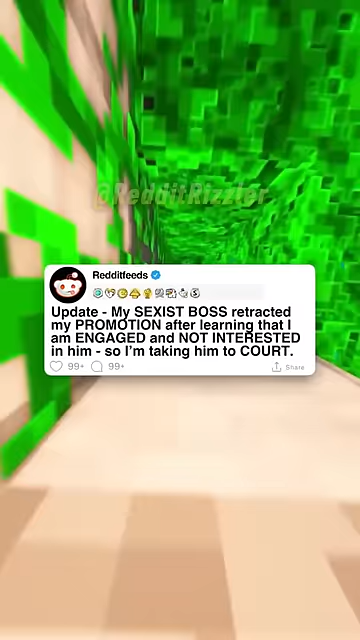 @RedditRizzler
Redditfeeds
Update - My SEXIST BOSS retracted
my PROMOTION after learning that I
am ENGAGED and NOT INTERESTED
in him - so I'm taking him to COURT.
99+ 99+ Share